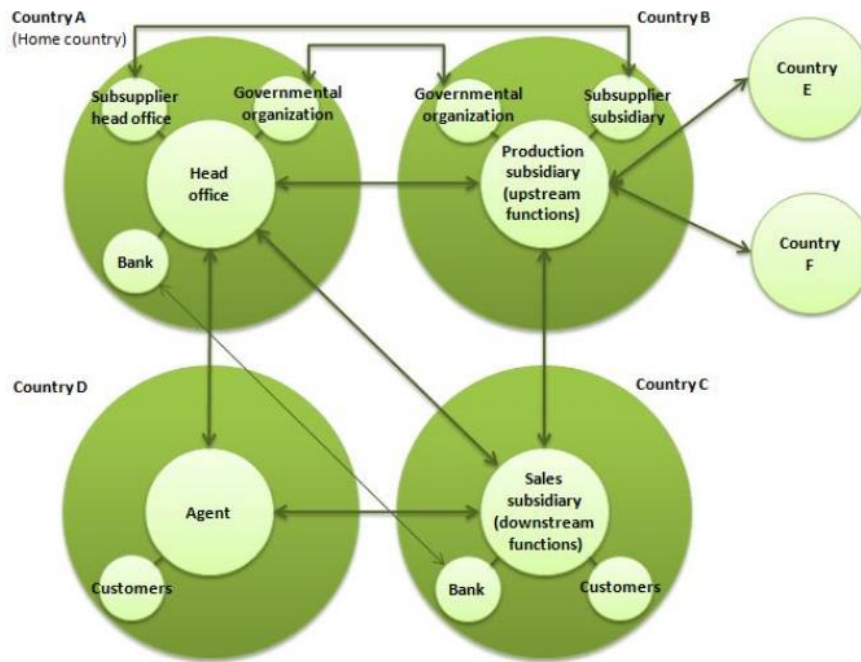 Country A
(Home country)
Country B
Subsupplier
head office
Governmental
organization
Governmental
organization
Subsupplier
subsidiary
Country
E
Head
office
Production
subsidiary
(upstream
functions)
Bank
Country
F
Country D
Country C
Agent
Sales
subsidiary
(downstream
functions)
Customers
Bank
Customers